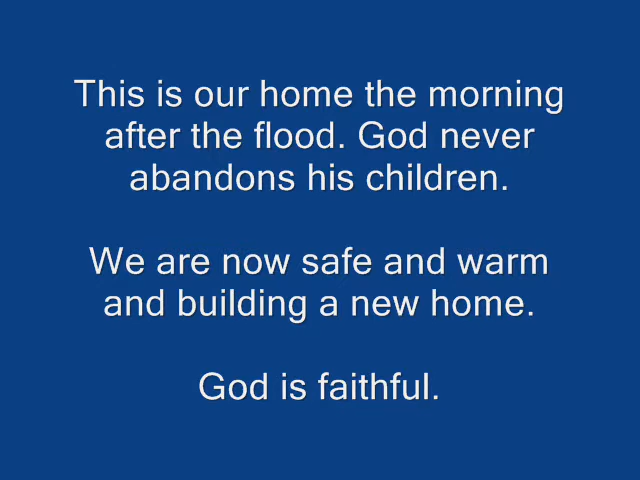 This is our home the morning
after the flood. God never
abandons his children.
We are now safe and warm
and building a new home.
God is faithful.